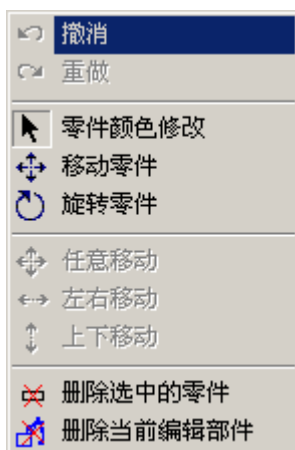 撤消
重做
零件颜色修改
移动零件
旋转零件
任意移动
左右移动
上下移动
删除选中的零件
删除当前编辑部件